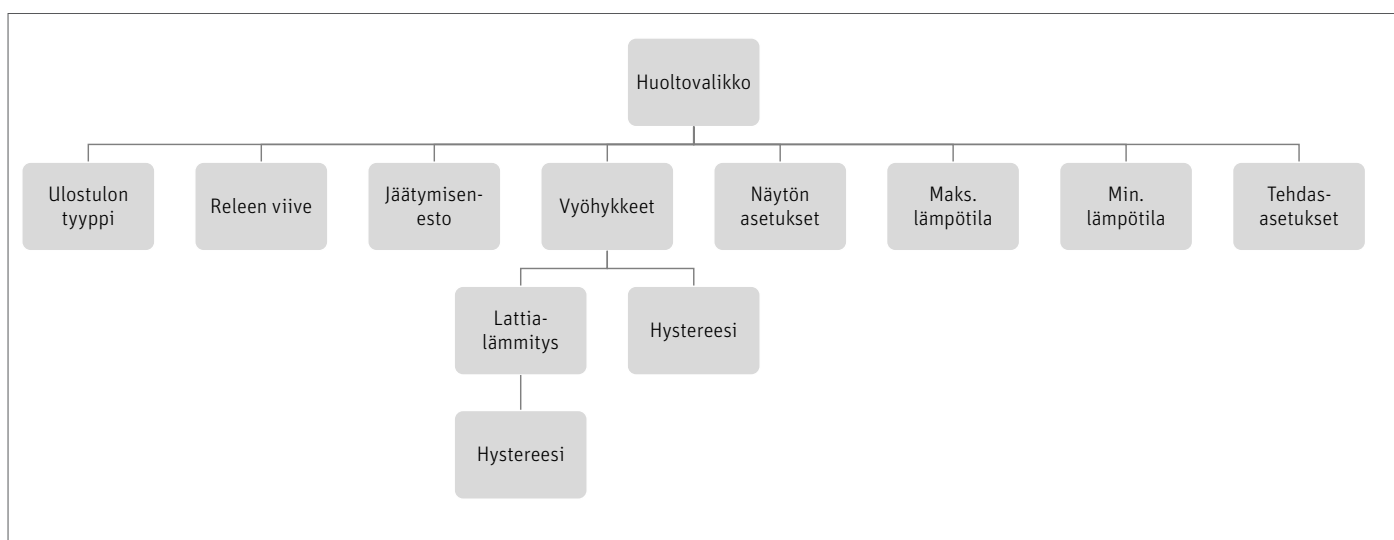 Huoltovalikko
Ulostulon
tyyppi
Releen viive
Jäätymisen-
esto
Vyöhykkeet
Näytön
asetukset
Maks.
lämpötila
Min.
lämpötila
Tehdas-
asetukset
Lattia-
lämmitys
Hystereesi
Hystereesi